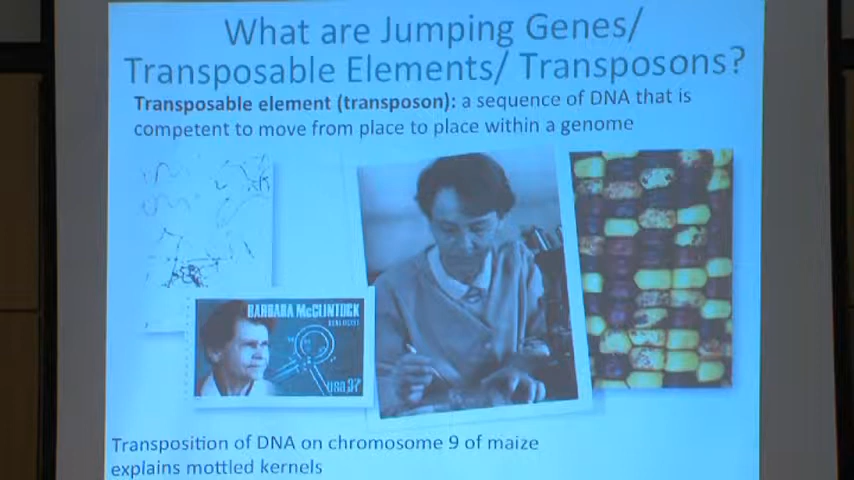 What are Jumping Genes/
Transposable Elements/ Transposons?
Transposable element (transposon): a sequence of DNA that is
competent to move from place to place within a genome
BARBARA McCLINTOCK
GENETICIST
USA 37
Transposition of DNA on chromosome 9 of maize
explains mottled kernels